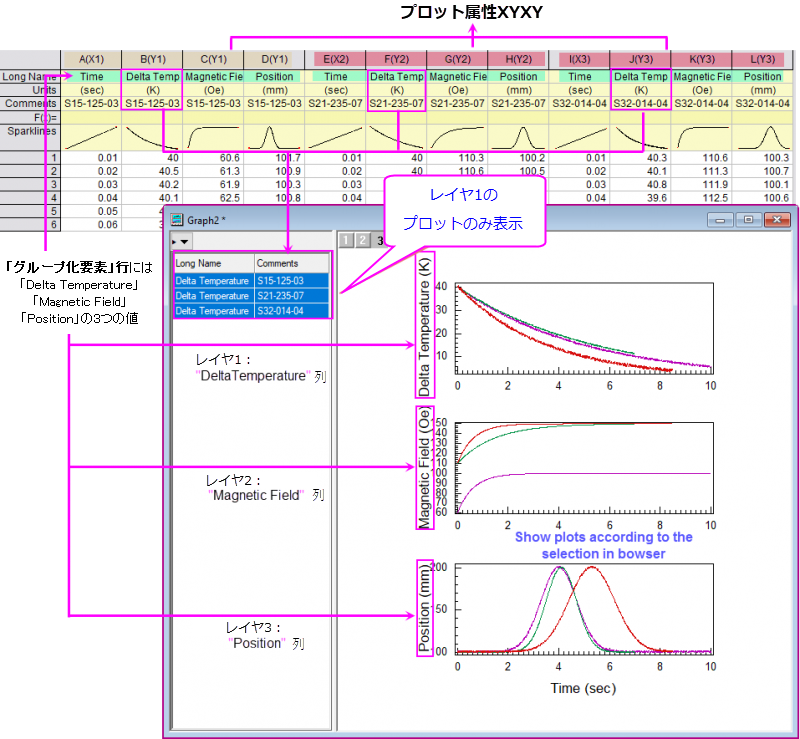 プロット属性XYXY
A(X1) B(Y1) C(Y1) D(Y1) E(X2) F(Y2) G(Y2) H(Y2) I(X3) J(Y3) K(Y3) L(Y3)
Long Name Time Delta Temp Magnetic Fie Position Time Delta Temp Magnetic Fie Position Time Delta Temp Magnetic Fie Position
Units (sec) (K) (Oe) (mm) (sec) (K) (Oe) (mm) (sec) (K) (Oe) (mm)
Comments S15-125-03 S15-125-03 S15-125-03 S15-125-03 S21-235-07 S21-235-07 S21-235-07 S21-235-07 S32-014-04 S32-014-04 S32-014-04 S32-014-04
Sparklines
1 0.01 40 60.6 101.7 0.01 40 110.3 100.2 0.01 40.3 110.6 100.3
2 0.02 40.5 61.3 100.9 0.02 40 110.6 100.5 0.02 40.1 111.3 100.7
3 0.03 40.2 61.9 100.3 0.03 0.03 40.8 111.9 100.1
4 0.04 40.1 62.5 100.8 0.04 0.04 39.6 112.5 100.6
5 0.05
6 0.06
レイヤ1の
プロットのみ表示
Graph2 *
1 2 3
Long Name Comments
Delta Temperature S15-125-03
Delta Temperature S21-235-07
Delta Temperature S32-014-04
「グループ化要素」行には
「Delta Temperature」
「Magnetic Field」
「Position」の3つの値
レイヤ1：
"DeltaTemperature" 列
レイヤ2：
"Magnetic Field" 列
レイヤ3：
"Position" 列
Delta Temperature (K)
40
30
20
10
0 2 4 6 8 10
Magnetic Field (Oe)
150
140
130
120
110
100
90
80
70
60
0 2 4 6 8 10
Show plots according to the
selection in bowser
Position (mm)
200
150
100
0 2 4 6 8 10
Time (sec)